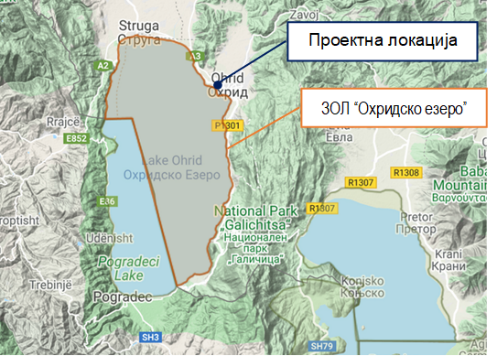 Zavoj
Завој
Struga
Струга
Проектна локација
A3
A2
Ohrid
Охрид
ЗОЛ “Охридско езеро”
Rrajcë
P1301
E852
Евла
Lake Ohrid
Охридско Езеро
R1307
R1308
Baba
Mountain
E86
National Park
Galichitsa
Национален
парк
"Галичица"
R1307
Pretor
Претор
Udenisht
Krani
Крани
Pogradeci
Lake
Trebinjë
Konjsko
Коњско
Pogradec
SH3
SH79